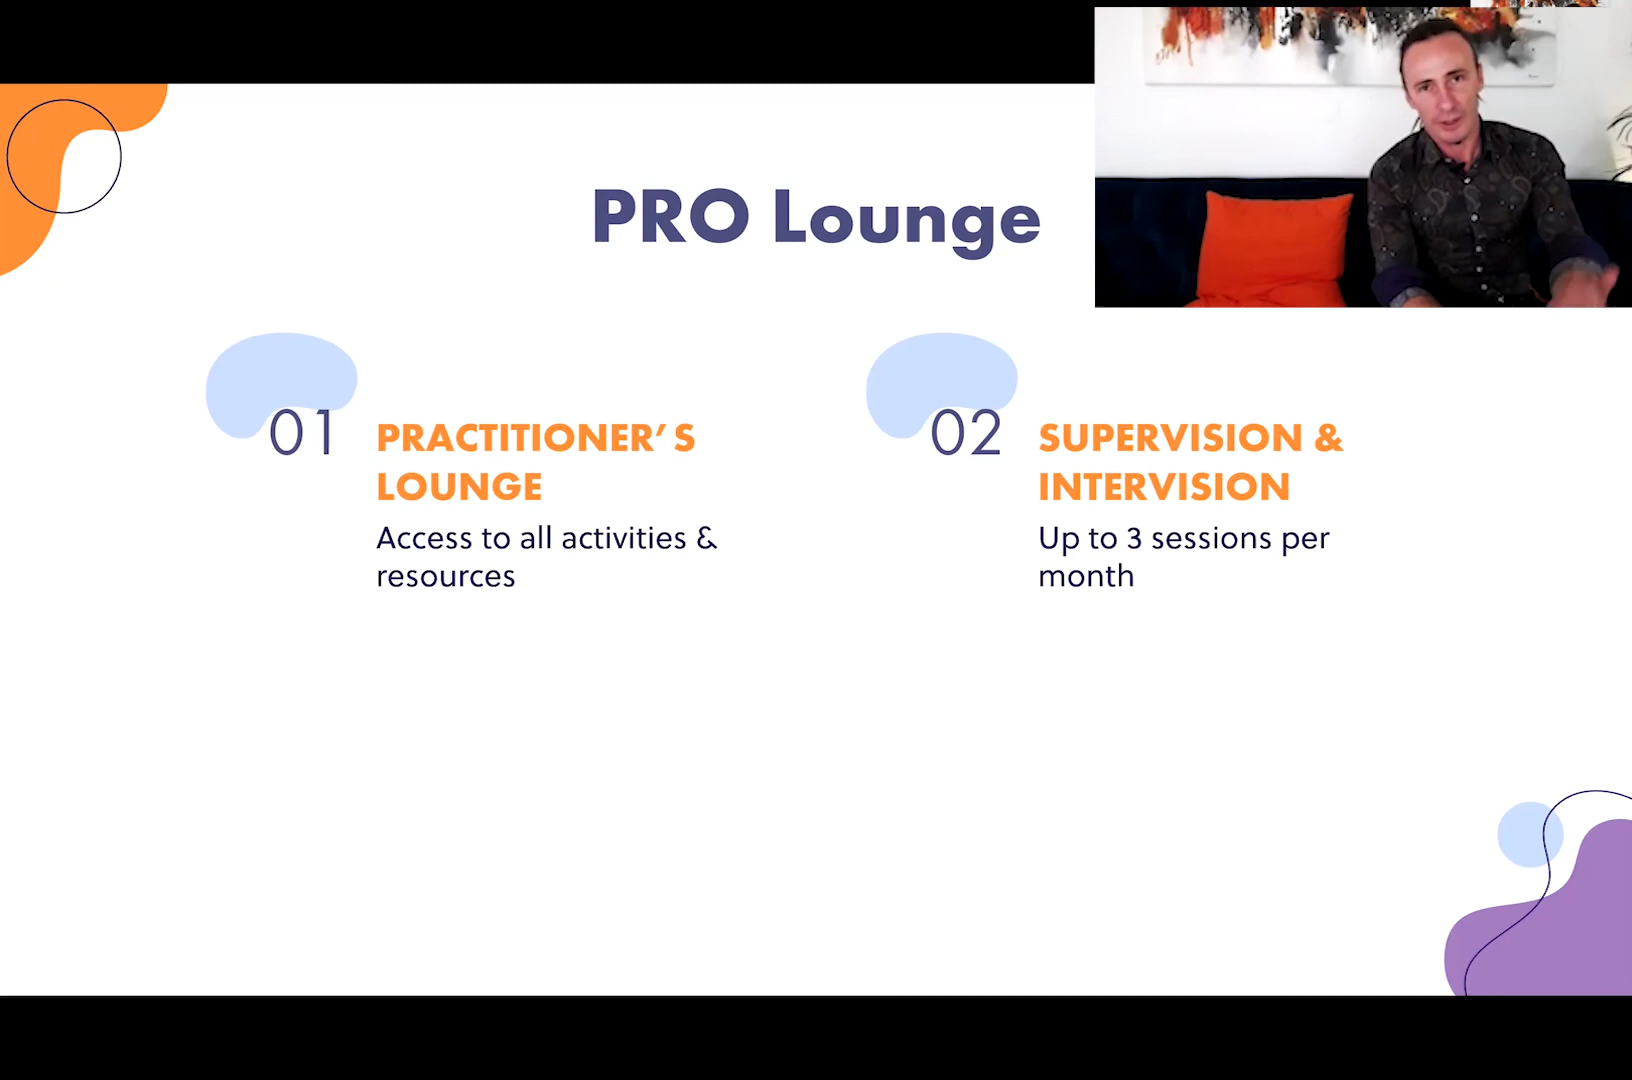 PRO Lounge
01
PRACTITIONER’S
LOUNGE
Access to all activities &
resources
02
SUPERVISION &
INTERVISION
Up to 3 sessions per
month